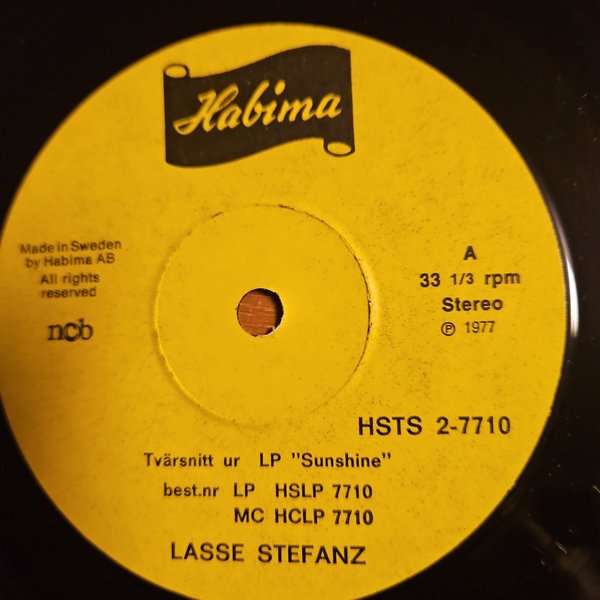 Habima
Made in Sweden
by Habima AB
All rights
reserved
ncb
A
33 1/3 rpm
Stereo
℗ 1977
HSTS 2-7710
Tvärsnitt ur LP "Sunshine"
best.nr LP HSLP 7710
MC HCLP 7710
LASSE STEFANZ